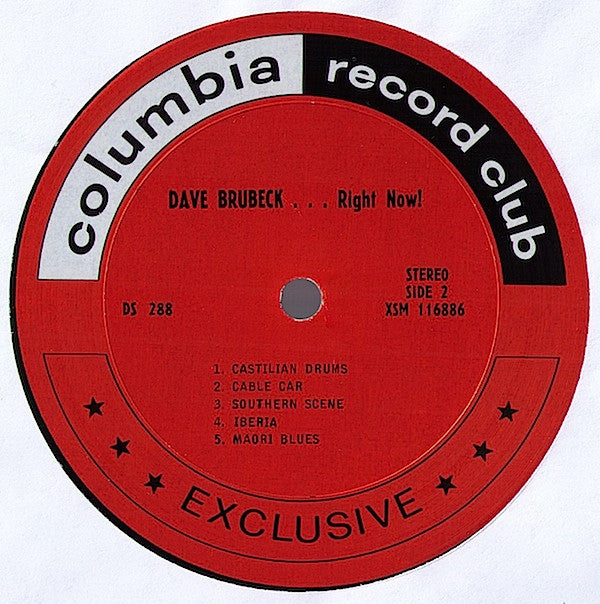 columbia record club
DAVE BRUBECK . . . Right Now!
STEREO
SIDE 2
DS 288
XSM 116886
1. CASTILIAN DRUMS
2. CABLE CAR
3. SOUTHERN SCENE
4. IBERIA
5. MAORI BLUES
★ ★ ★ EXCLUSIVE ★ ★ ★